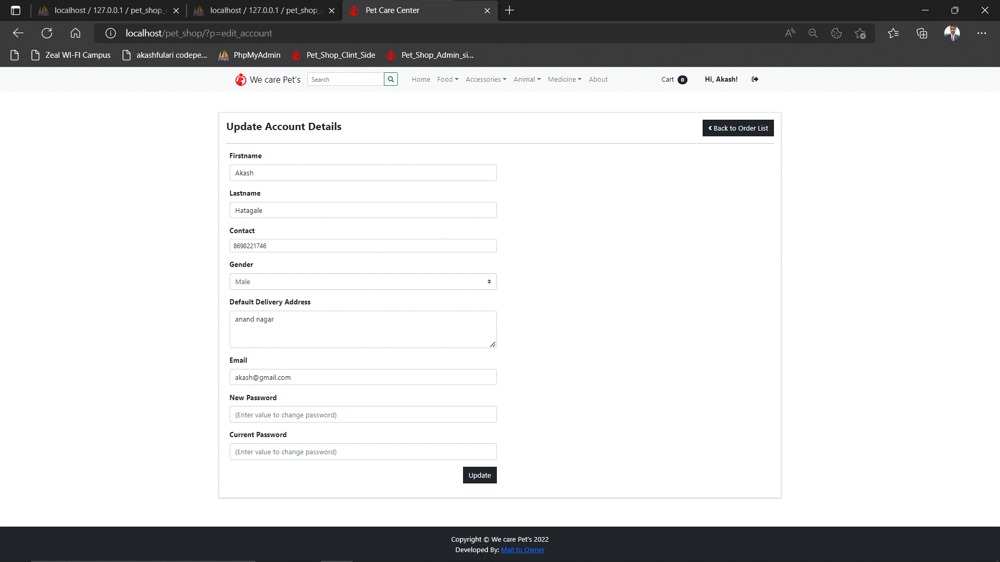 localhost / 127.0.0.1 / pet_shop_
localhost / 127.0.0.1 / pet_shop_
Pet Care Center
localhost/pet_shop/?p=edit_account
Zeal WI-FI Campus
akashfulari codepe...
PhpMyAdmin
Pet_Shop_Clint_Side
Pet_Shop_Admin_si...
We care Pet's
Search
Home
Food
Accessories
Animal
Medicine
About
Cart 0
Hi, Akash!
Update Account Details
Back to Order List
Firstname
Akash
Lastname
Hatagale
Contact
8698221746
Gender
Male
Default Delivery Address
anand nagar
Email
akash@gmail.com
New Password
(Enter value to change password)
Current Password
(Enter value to change password)
Update
Copyright © We care Pet's 2022
Developed By: Mail to Owner